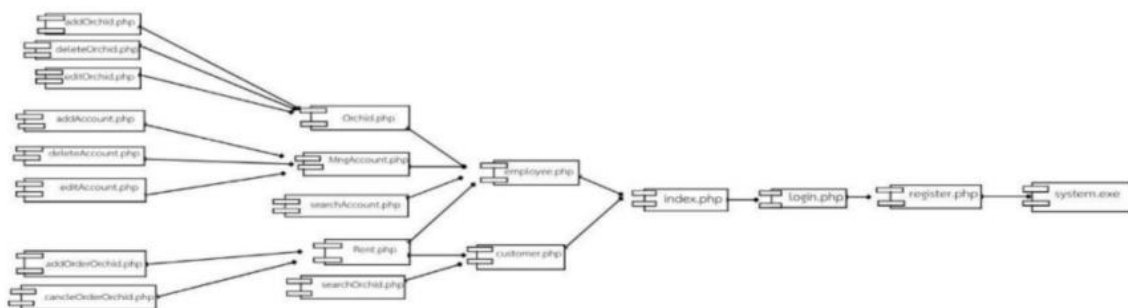 addOrchid.php
deleteOrchid.php
editOrchid.php
addAccount.php
deleteAccount.php
editAccount.php
addOrderOrchid.php
cancleOrderOrchid.php
Orchid.php
MngAccount.php
searchAccount.php
Rent.php
searchOrchid.php
employee.php
customer.php
index.php
login.php
register.php
system.exe